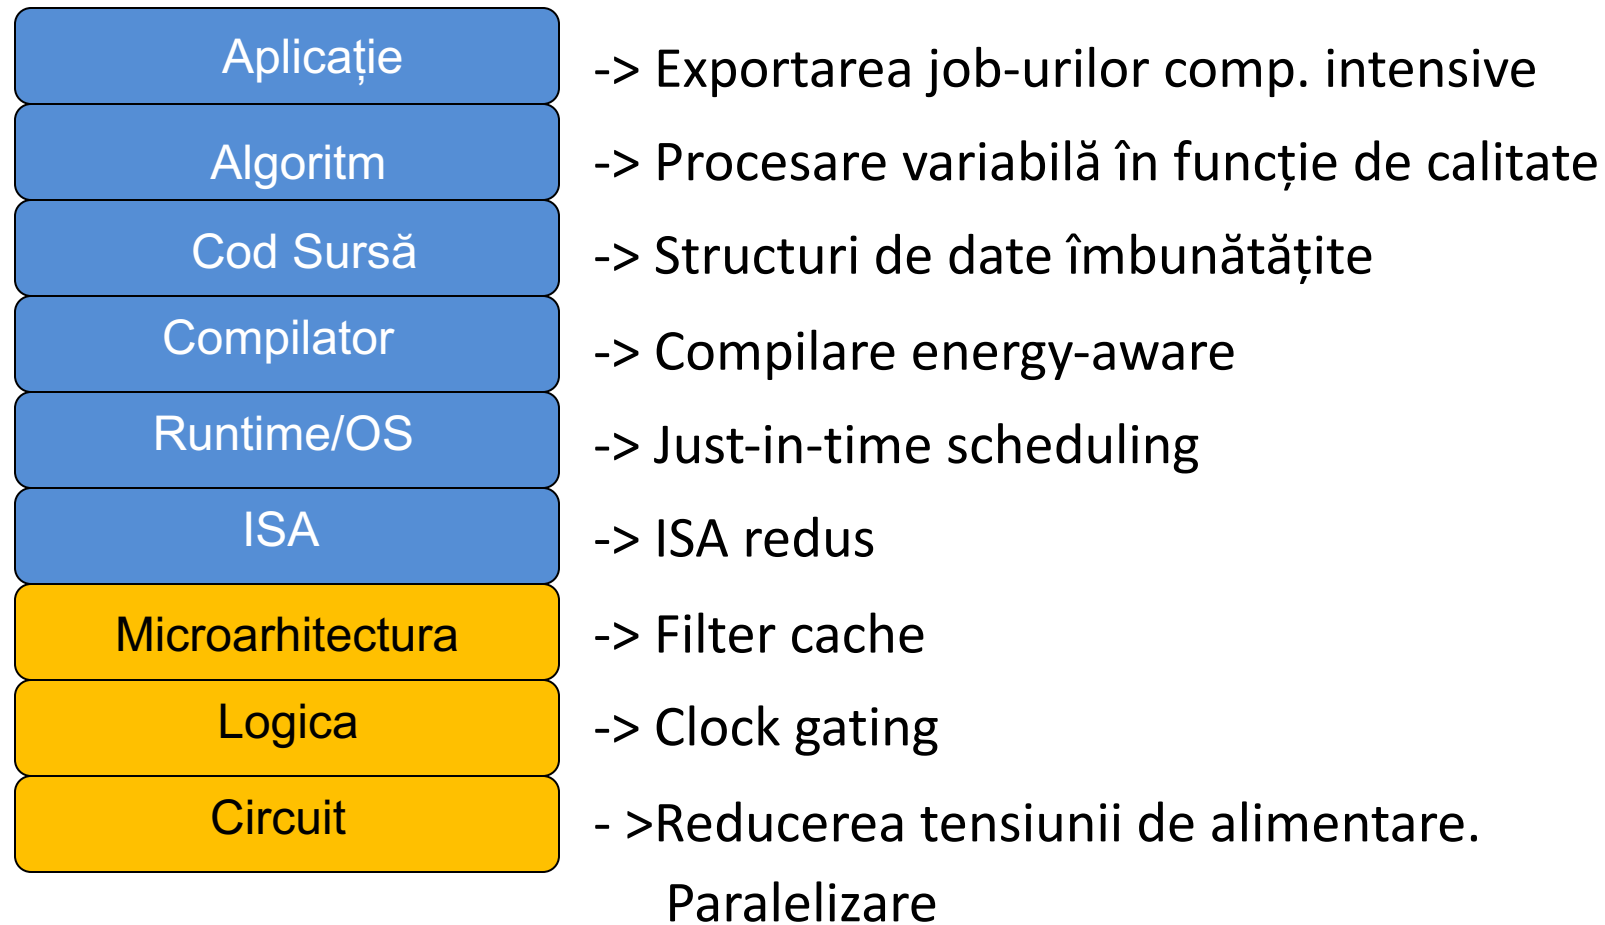 Aplicație -> Exportarea job-urilor comp. intensive
Algoritm -> Procesare variabilă în funcție de calitate
Cod Sursă -> Structuri de date îmbunătățite
Compilator -> Compilare energy-aware
Runtime/OS -> Just-in-time scheduling
ISA -> ISA redus
Microarhitectura -> Filter cache
Logica -> Clock gating
Circuit - >Reducerea tensiunii de alimentare.
Paralelizare